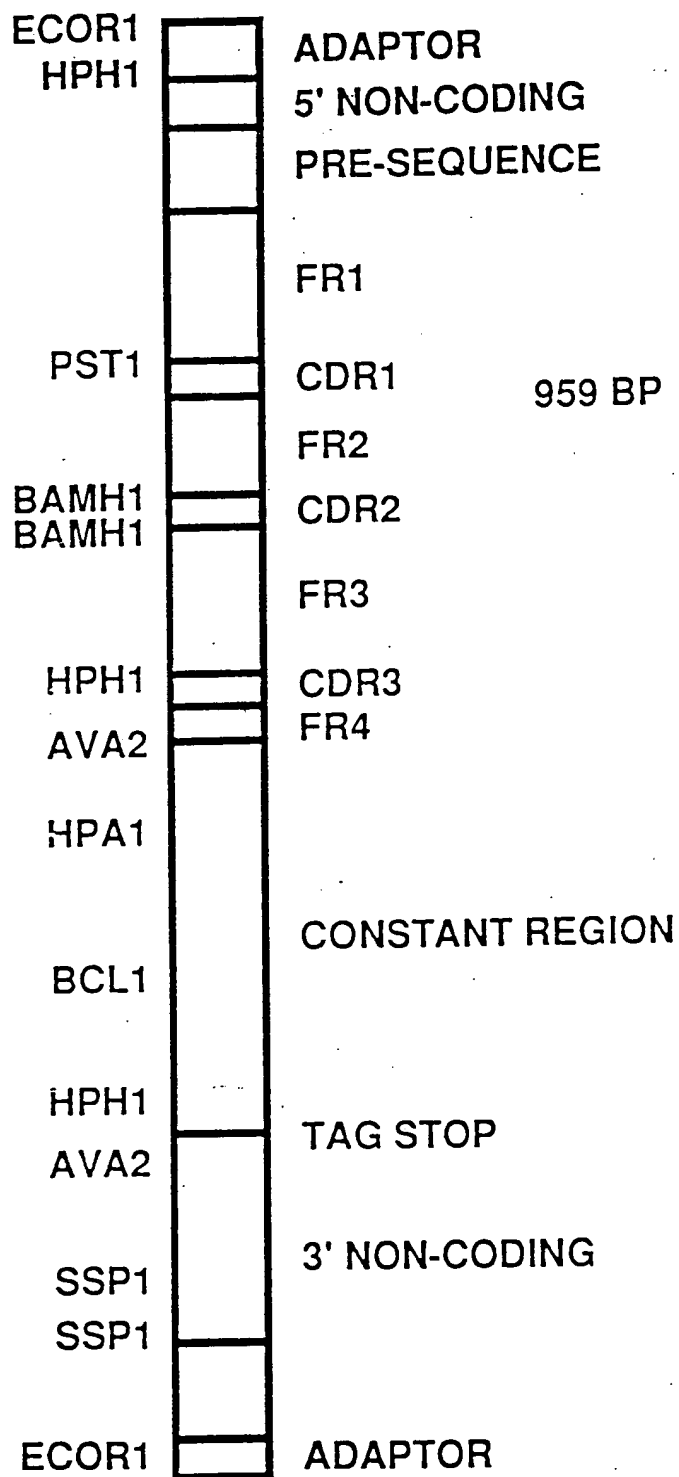 ECOR1
ADAPTOR
HPH1
5' NON-CODING
PRE-SEQUENCE
FR1
PST1
CDR1
959 BP
FR2
BAMH1
CDR2
BAMH1
FR3
HPH1
CDR3
FR4
AVA2
HPA1
CONSTANT REGION
BCL1
HPH1
TAG STOP
AVA2
3' NON-CODING
SSP1
SSP1
ECOR1
ADAPTOR